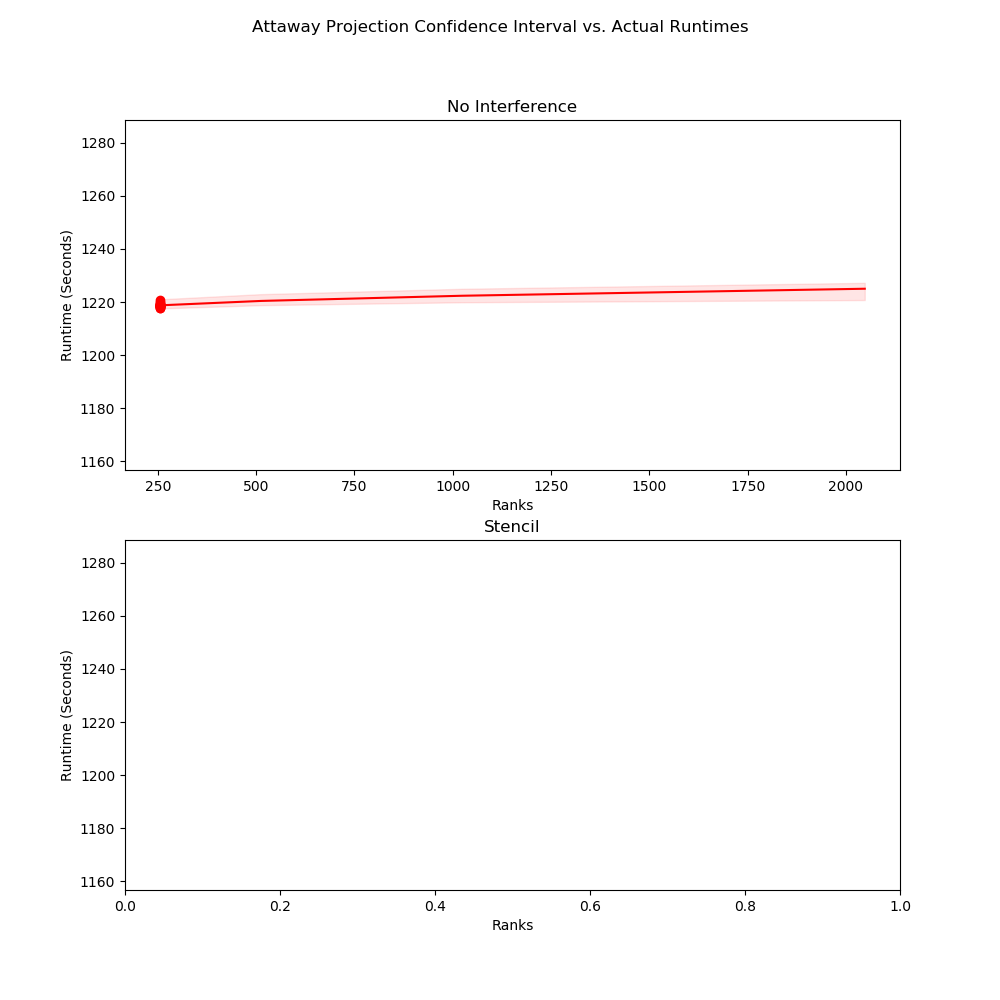 Attaway Projection Confidence Interval vs. Actual Runtimes
No Interference
1280
1260
1240
1220
1200
1180
1160
Runtime (Seconds)
250 500 750 1000 1250 1500 1750 2000
Ranks
Stencil
1280
1260
1240
1220
1200
1180
1160
Runtime (Seconds)
0.0 0.2 0.4 0.6 0.8 1.0
Ranks